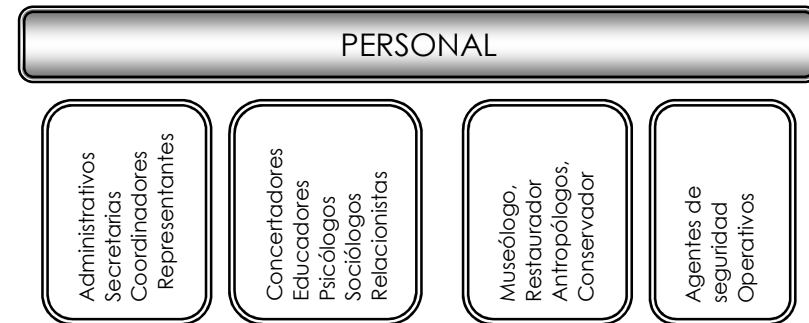 PERSONAL
Administrativos
Secretarias
Coordinadores
Representantes
Concertadores
Educadores
Psicólogos
Sociólogos
Relacionistas
Museólogo,
Restaurador
Antropólogos,
Conservador
Agentes de
seguridad
Operativos